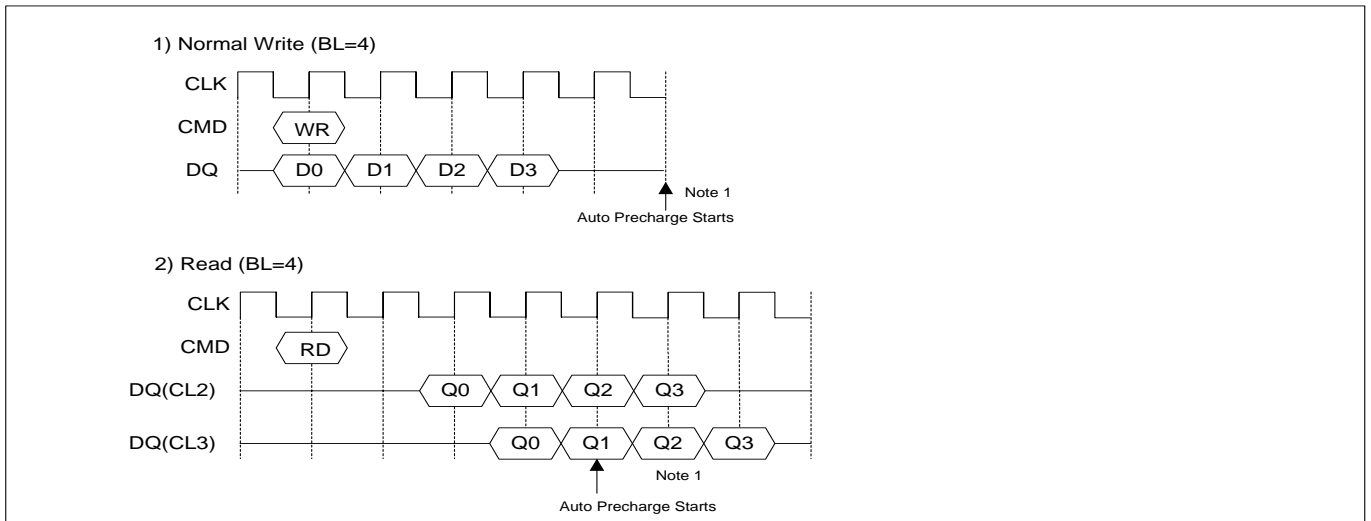 1) Normal Write (BL=4)
CLK
CMD WR
DQ D0 D1 D2 D3
Note 1
Auto Precharge Starts
2) Read (BL=4)
CLK
CMD RD
DQ(CL2) Q0 Q1 Q2 Q3
DQ(CL3) Q0 Q1 Q2 Q3
Note 1
Auto Precharge Starts